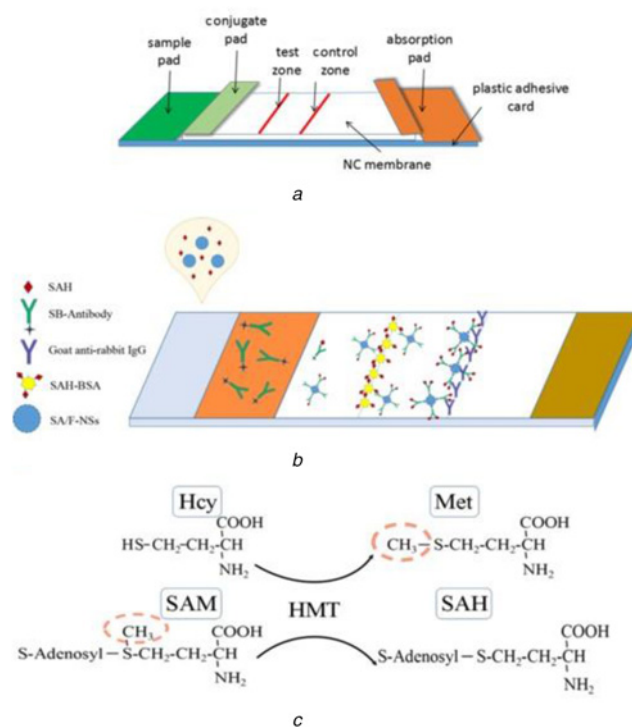 conjugate
pad
sample
pad
test
zone
control
zone
absorption
pad
plastic adhesive
card
NC membrane
a
SAH
SB-Antibody
Goat anti-rabbit IgG
SAH-BSA
SA/F-NSs
b
Hcy
COOH
HS-CH₂-CH₂-CH
NH₂
Met
COOH
CH₃-S-CH₂-CH₂-CH
NH₂
SAM
CH₃ COOH
S-Adenosyl-S-CH₂-CH₂-CH
NH₂
HMT
SAH
COOH
S-Adenosyl-S-CH₂-CH₂-CH
NH₂
c